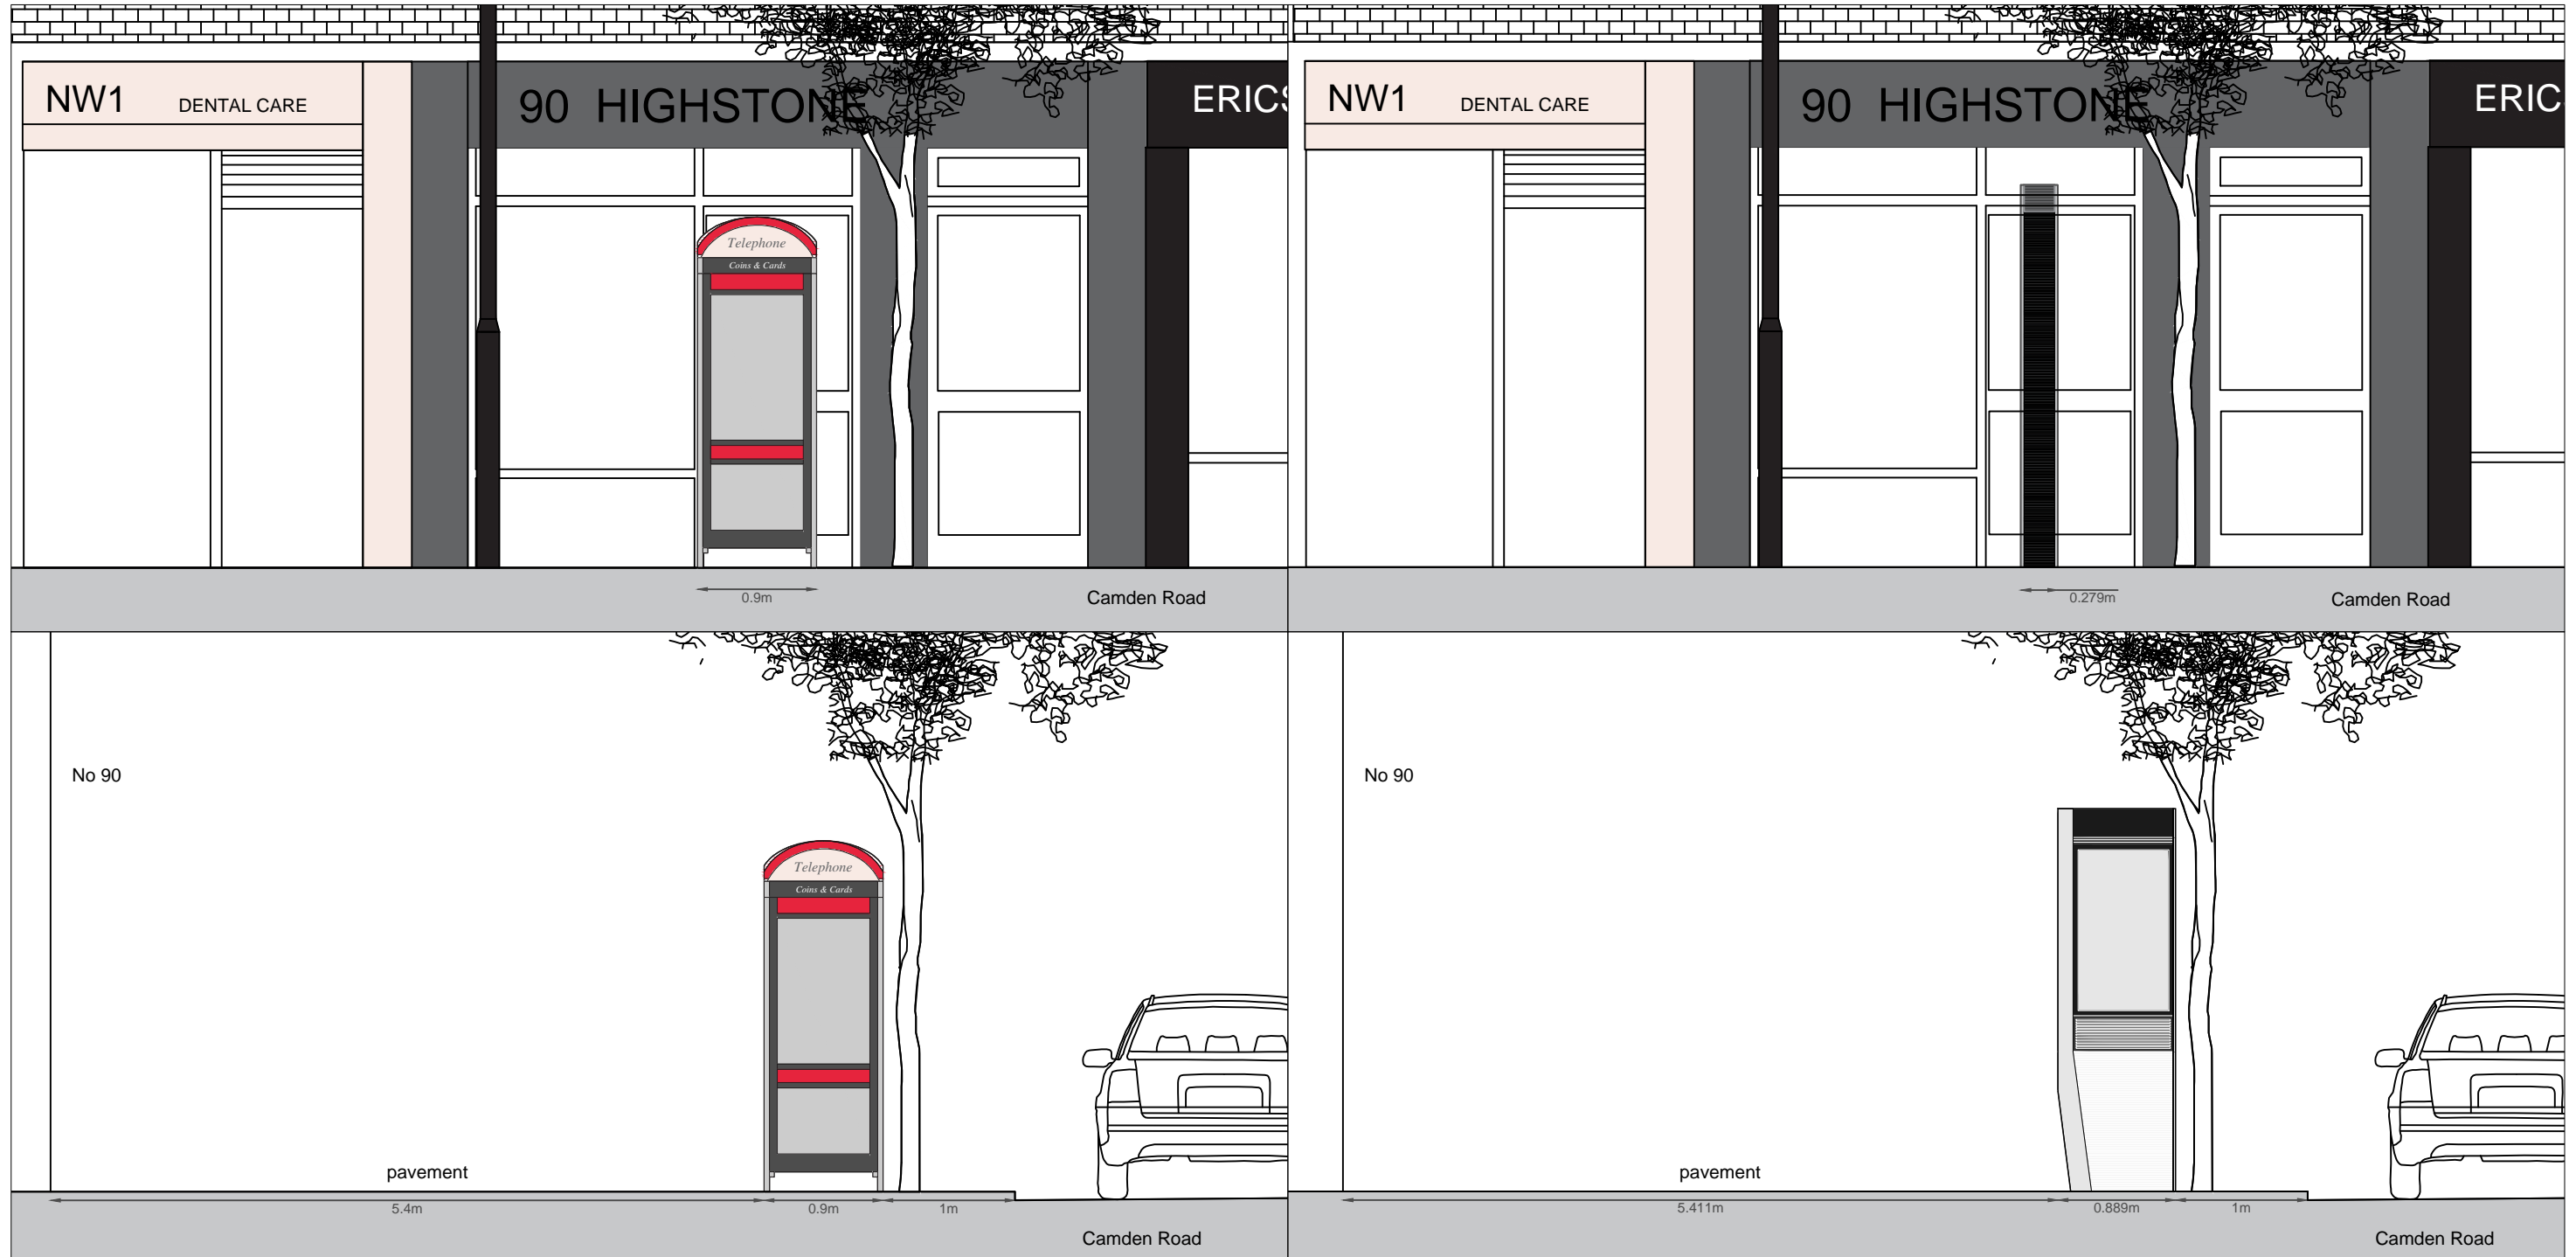 NW1 DENTAL CARE
90 HIGHSTONE
ERICS
Telephone
Coins & Cards
0.9m
Camden Road
NW1 DENTAL CARE
90 HIGHSTONE
ERIC
0.279m
Camden Road
No 90
Telephone
Coins & Cards
pavement
5.4m
0.9m
1m
Camden Road
No 90
pavement
5.411m
0.889m
1m
Camden Road